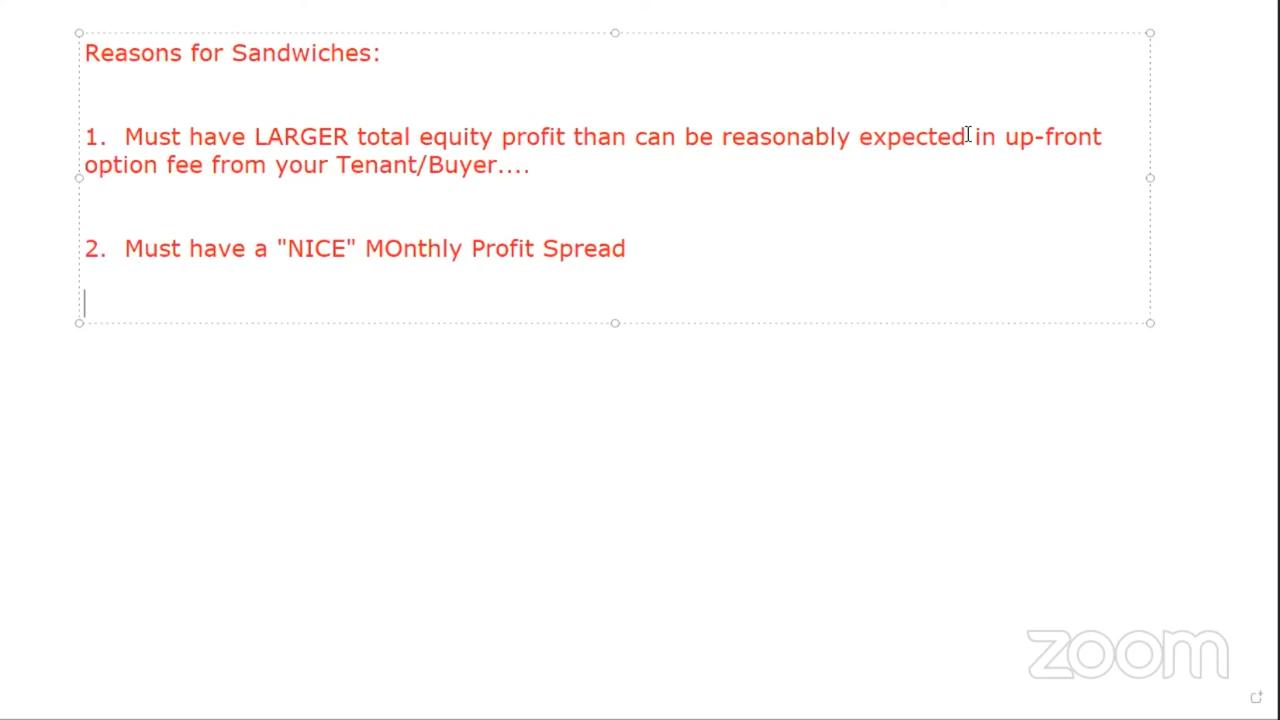 Reasons for Sandwiches:
1. Must have LARGER total equity profit than can be reasonably expected in up-front
option fee from your Tenant/Buyer....
2. Must have a "NICE" MOnthly Profit Spread
zoom